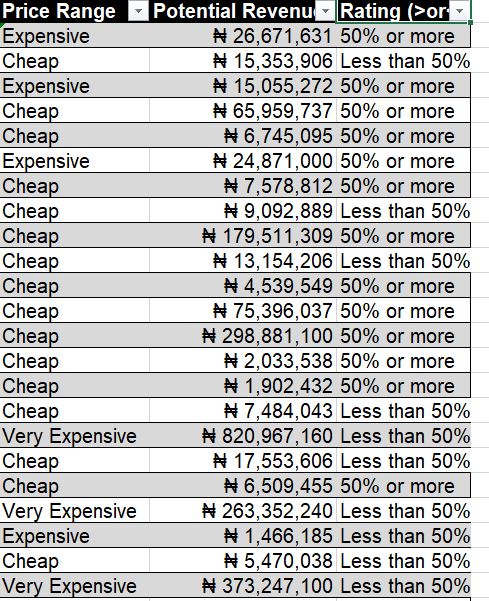 Price Range Potential Revenu Rating (>or
Expensive ₦ 26,671,631 50% or more
Cheap ₦ 15,353,906 Less than 50%
Expensive ₦ 15,055,272 50% or more
Cheap ₦ 65,959,737 50% or more
Cheap ₦ 6,745,095 50% or more
Expensive ₦ 24,871,000 50% or more
Cheap ₦ 7,578,812 50% or more
Cheap ₦ 9,092,889 Less than 50%
Cheap ₦ 179,511,309 50% or more
Cheap ₦ 13,154,206 Less than 50%
Cheap ₦ 4,539,549 50% or more
Cheap ₦ 75,396,037 50% or more
Cheap ₦ 298,881,100 50% or more
Cheap ₦ 2,033,538 50% or more
Cheap ₦ 1,902,432 50% or more
Cheap ₦ 7,484,043 Less than 50%
Very Expensive ₦ 820,967,160 Less than 50%
Cheap ₦ 17,553,606 Less than 50%
Cheap ₦ 6,509,455 50% or more
Very Expensive ₦ 263,352,240 Less than 50%
Expensive ₦ 1,466,185 Less than 50%
Cheap ₦ 5,470,038 Less than 50%
Very Expensive ₦ 373,247,100 Less than 50%